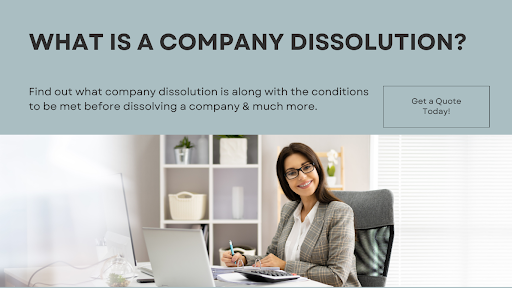 WHAT IS A COMPANY DISSOLUTION?
Find out what company dissolution is along with the conditions
to be met before dissolving a company & much more.
Get a Quote
Today!